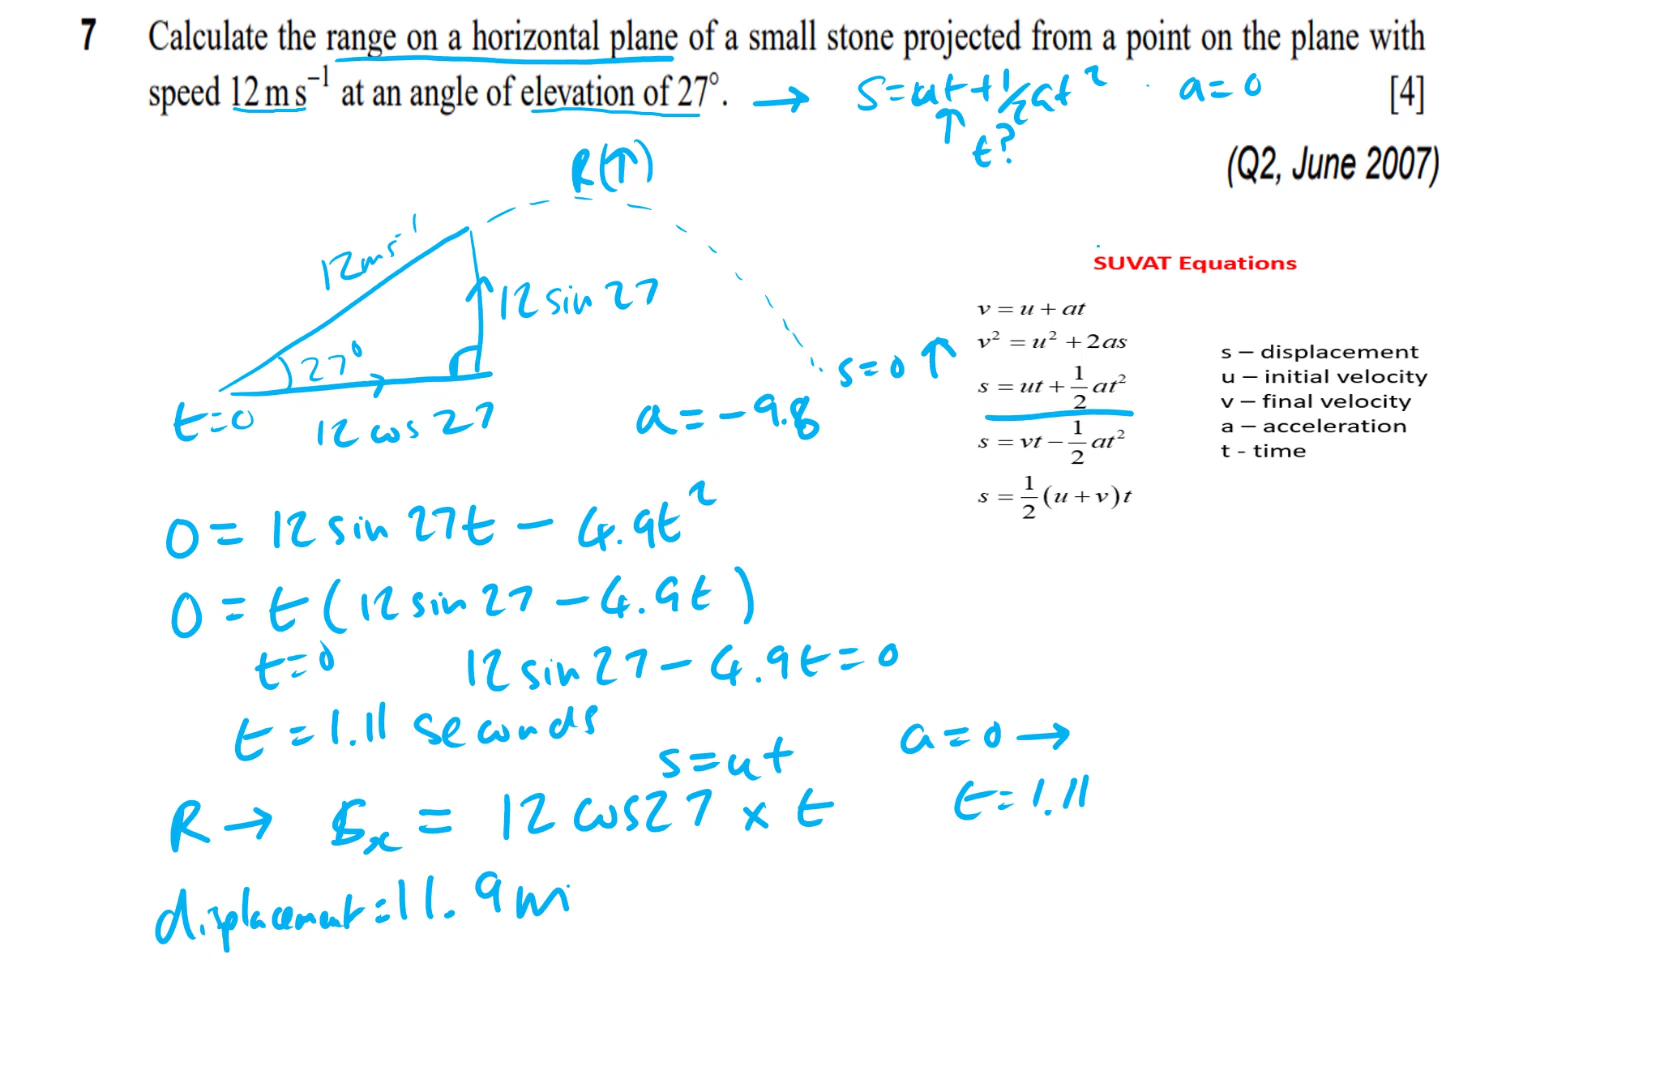 7 Calculate the range on a horizontal plane of a small stone projected from a point on the plane with
speed 12 m s⁻¹ at an angle of elevation of 27°. → S=ut+½at² a=0 [4]
↑ t?
(Q2, June 2007)
R(↑)
12ms⁻¹
12 sin 27
27°
t=0
12 cos 27
a=-9.8
s=0 ↑
SUVAT Equations
v = u + at
v² = u² + 2as
s = ut + 1/2 at²
s = vt − 1/2 at²
s = 1/2 (u + v)t
s – displacement
u – initial velocity
v – final velocity
a – acceleration
t - time
0 = 12 sin 27t − 4.9t²
0 = t(12 sin 27 − 4.9t)
t=0 12 sin 27 − 4.9t = 0
t = 1.11 seconds
s=ut a=0 →
R→ Sₓ = 12 cos27 × t t=1.11
displacement = 11.9m